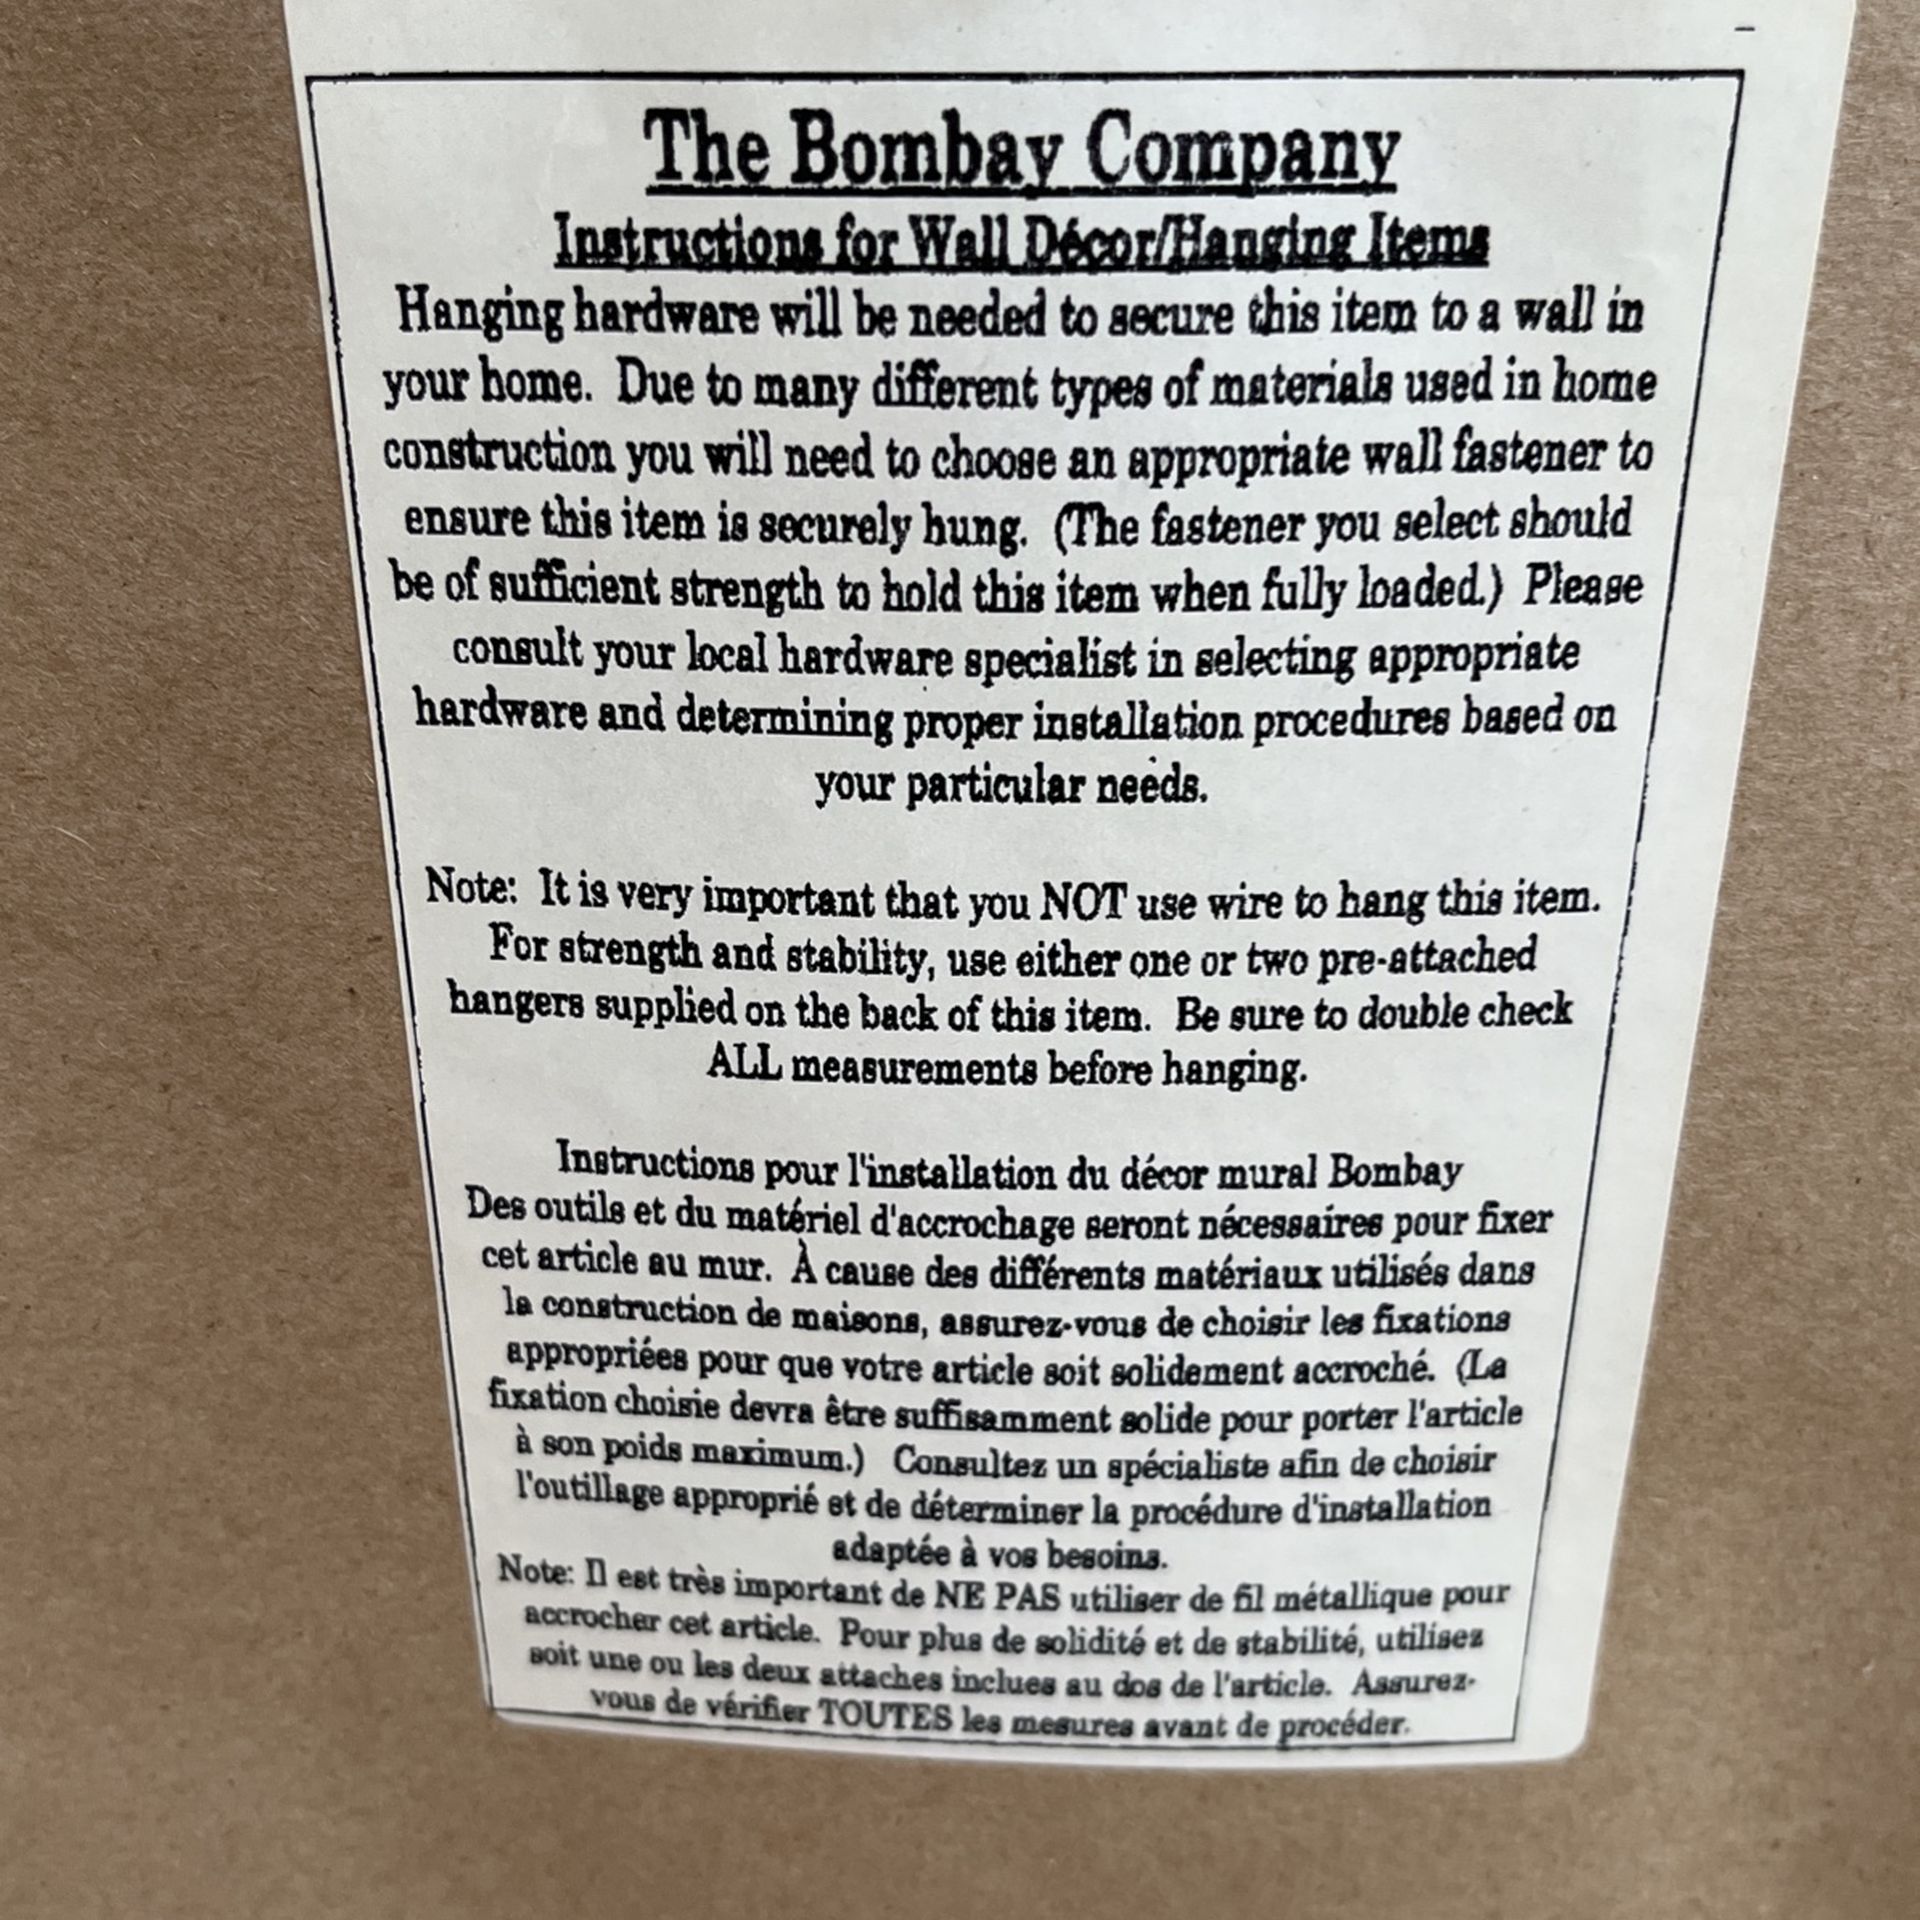 The Bombay Company
Instructions for Wall Décor/Hanging Items
Hanging hardware will be needed to secure this item to a wall in
your home. Due to many different types of materials used in home
construction you will need to choose an appropriate wall fastener to
ensure this item is securely hung. (The fastener you select should
be of sufficient strength to hold this item when fully loaded.) Please
consult your local hardware specialist in selecting appropriate
hardware and determining proper installation procedures based on
your particular needs.
Note: It is very important that you NOT use wire to hang this item.
For strength and stability, use either one or two pre-attached
hangers supplied on the back of this item. Be sure to double check
ALL measurements before hanging.
Instructions pour l'installation du décor mural Bombay
Des outils et du matériel d'accrochage seront nécessaires pour fixer
cet article au mur. À cause des différents matériaux utilisés dans
la construction de maisons, assurez-vous de choisir les fixations
appropriées pour que votre article soit solidement accroché. (La
fixation choisie devra être suffisamment solide pour porter l'article
à son poids maximum.) Consultez un spécialiste afin de choisir
l'outillage approprié et de déterminer la procédure d'installation
adaptée à vos besoins.
Note: Il est très important de NE PAS utiliser de fil métallique pour
accrocher cet article. Pour plus de solidité et de stabilité, utilisez
soit une ou les deux attaches inclues au dos de l'article. Assurez-
vous de vérifier TOUTES les mesures avant de procéder.